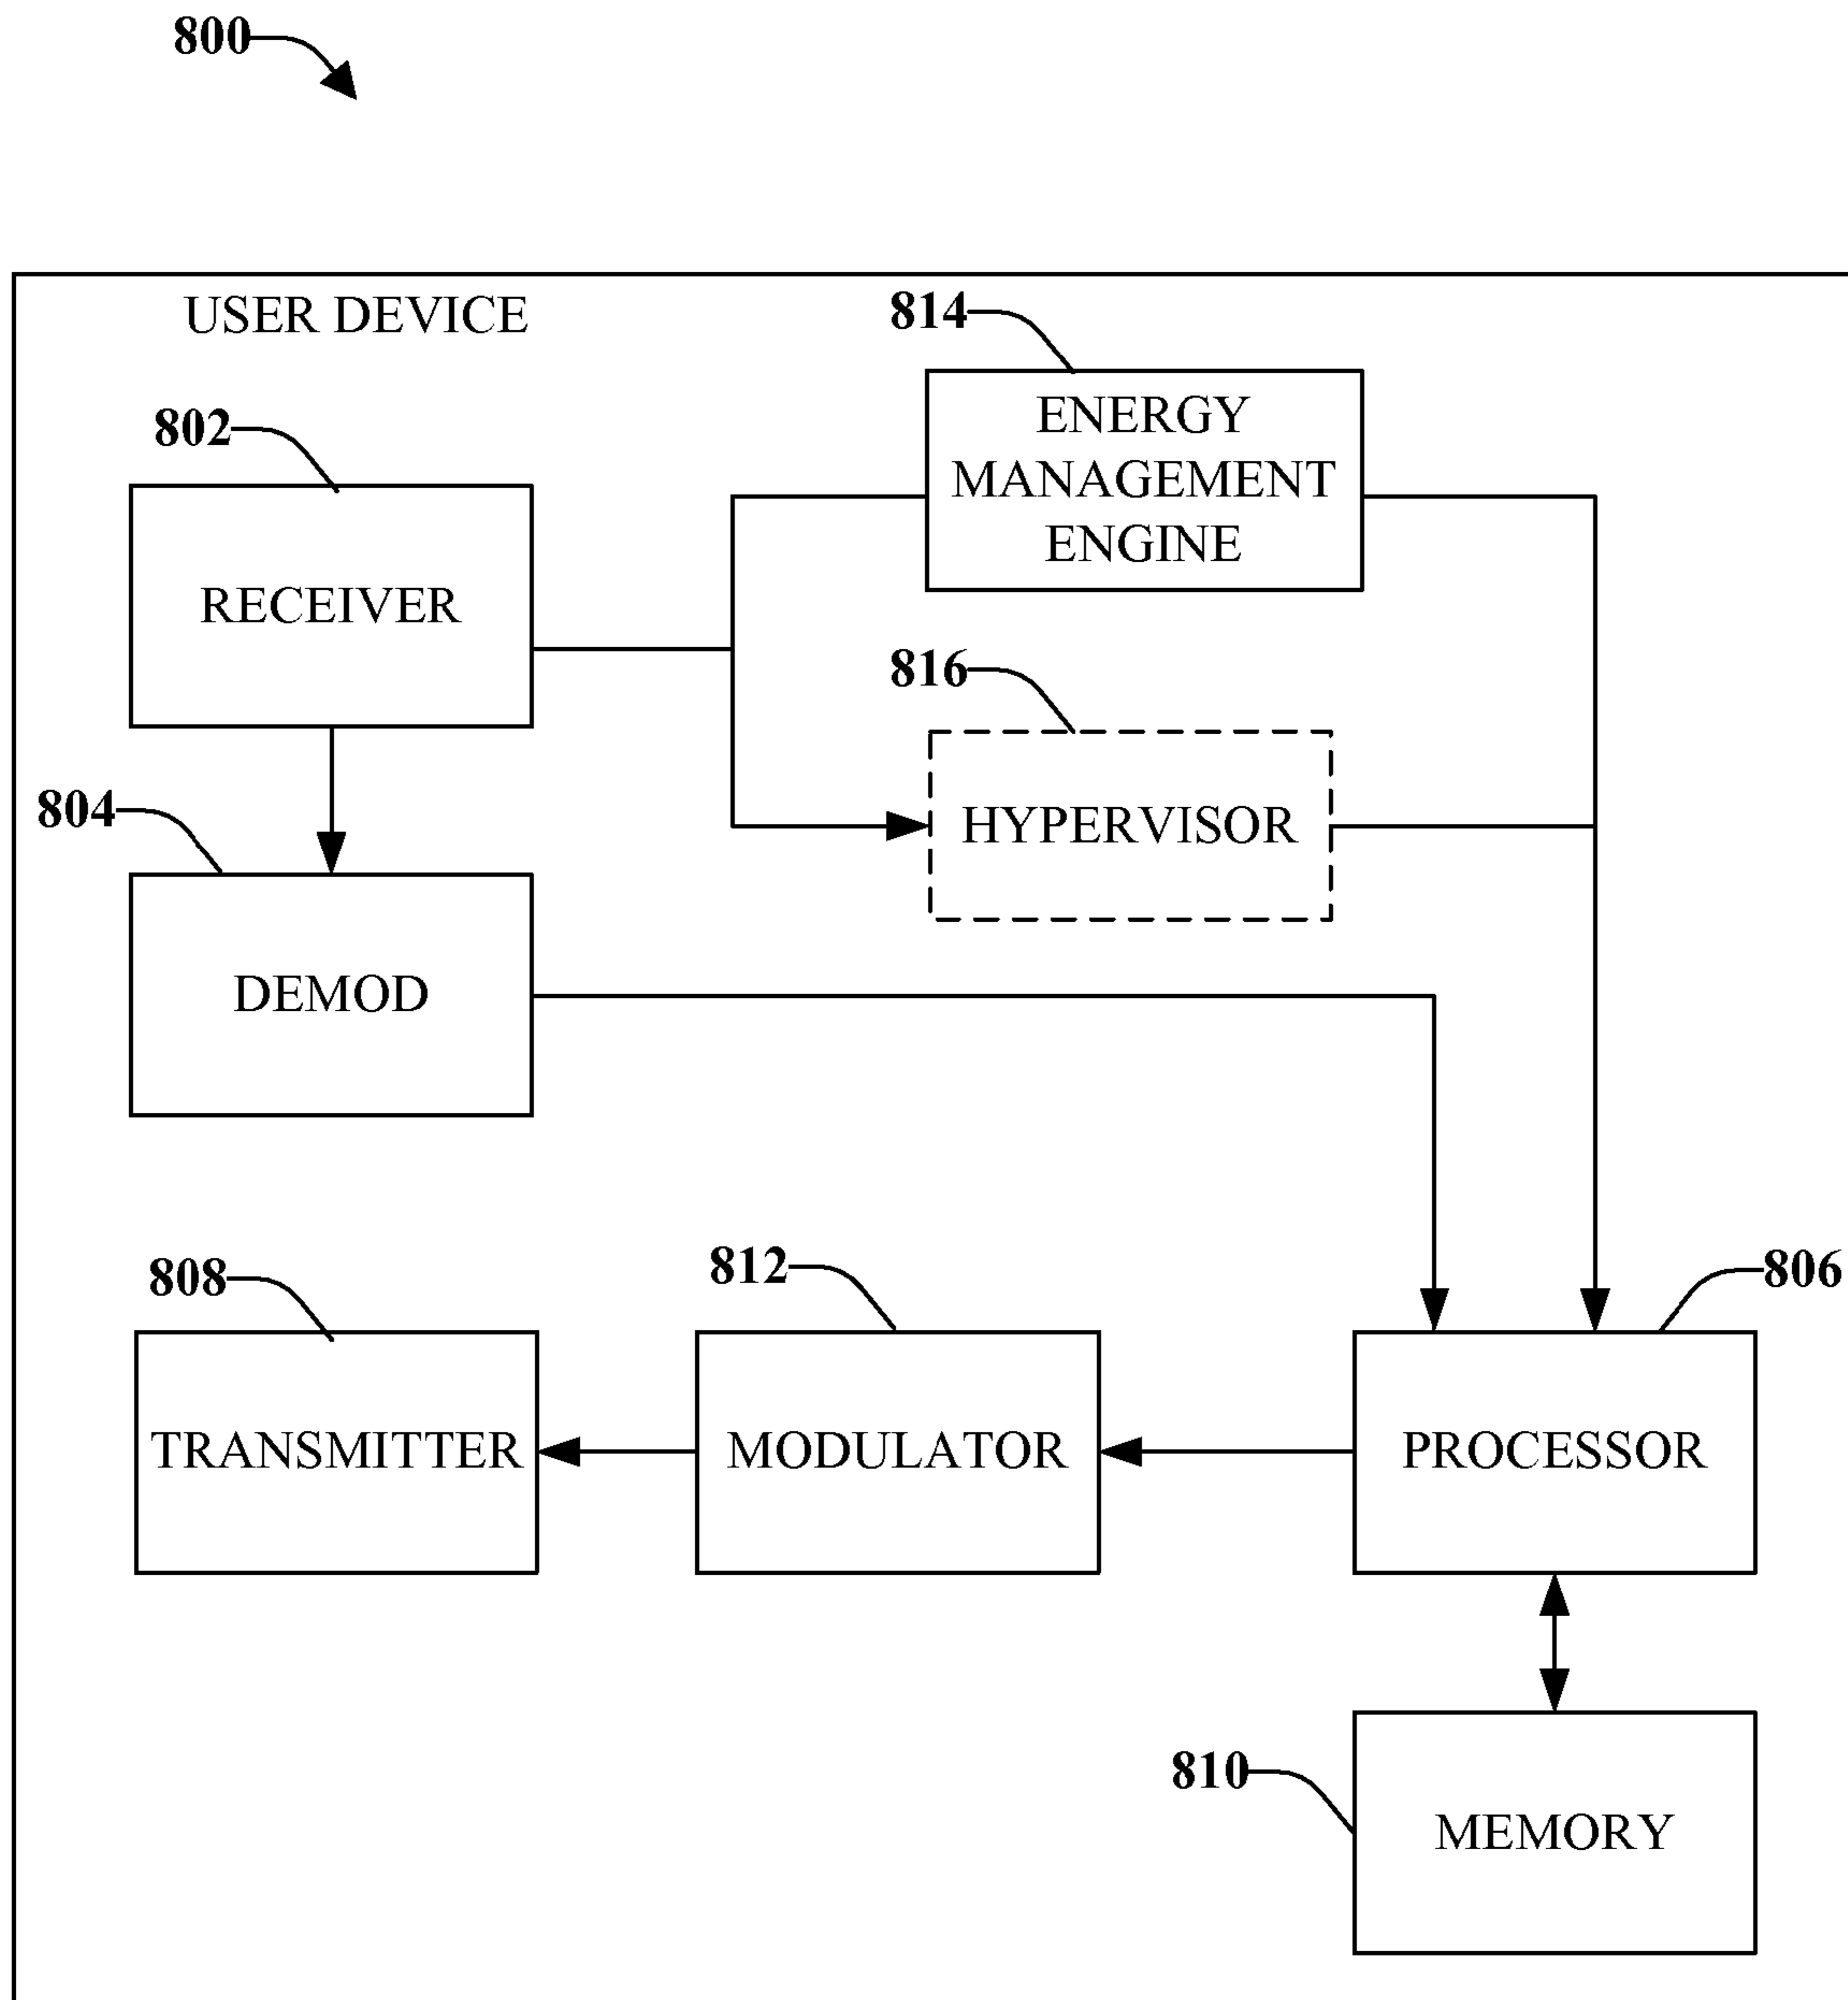 800
USER DEVICE
814
ENERGY
MANAGEMENT
ENGINE
802
RECEIVER
816
HYPERVISOR
804
DEMOD
808
TRANSMITTER
812
MODULATOR
806
PROCESSOR
810
MEMORY